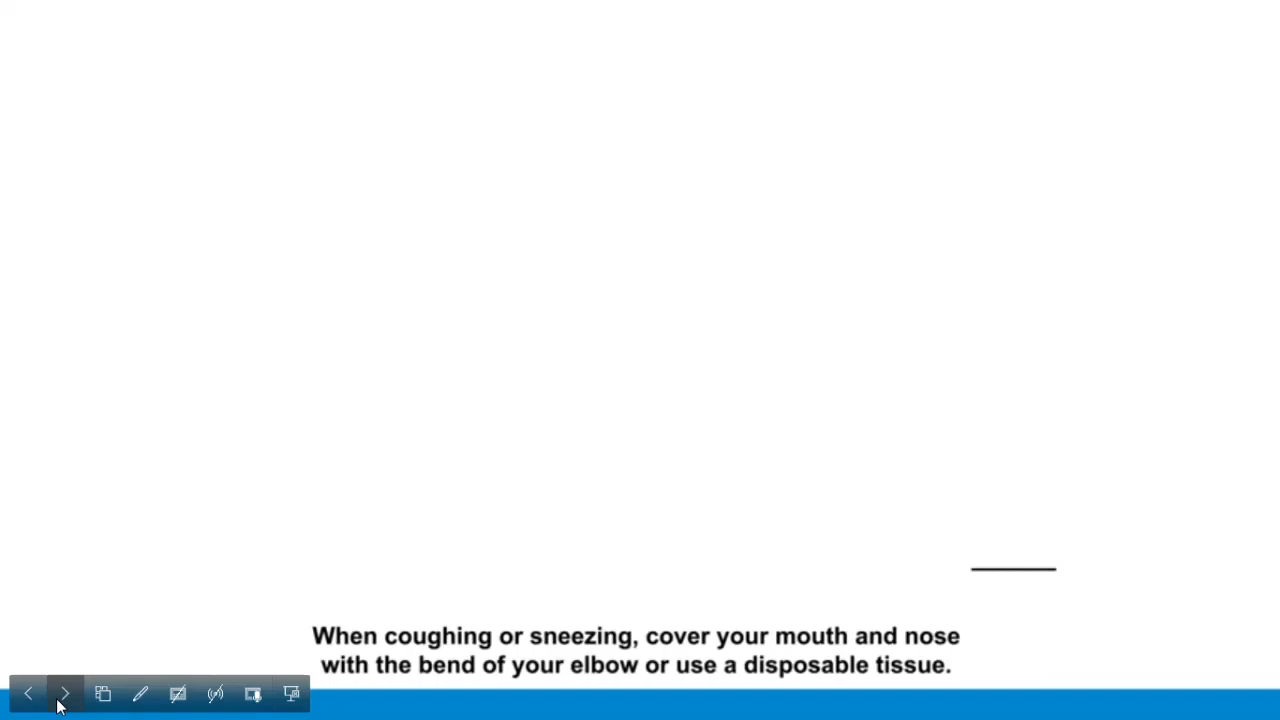 When coughing or sneezing, cover your mouth and nose
with the bend of your elbow or use a disposable tissue.